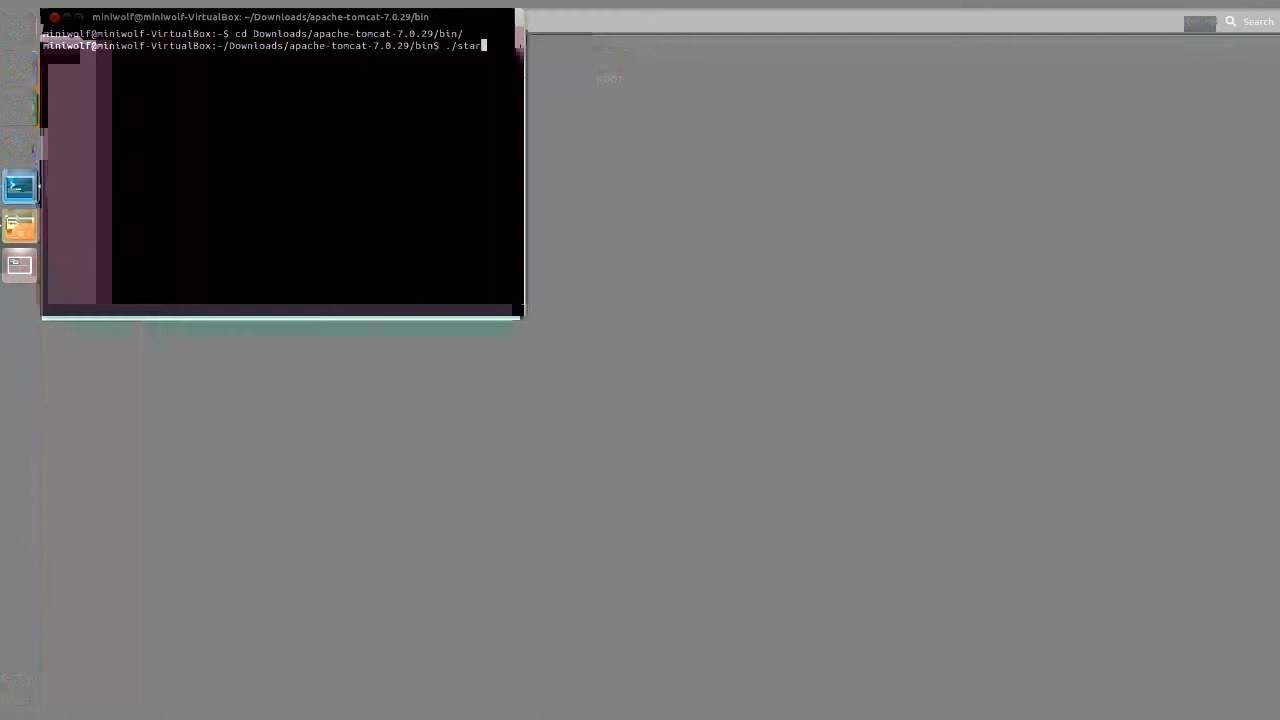 miniwolf@miniwolf-VirtualBox: ~/Downloads/apache-tomcat-7.0.29/bin
Search
miniwolf@miniwolf-VirtualBox:~$ cd Downloads/apache-tomcat-7.0.29/bin/
miniwolf@miniwolf-VirtualBox:~/Downloads/apache-tomcat-7.0.29/bin$ ./star
ROOT